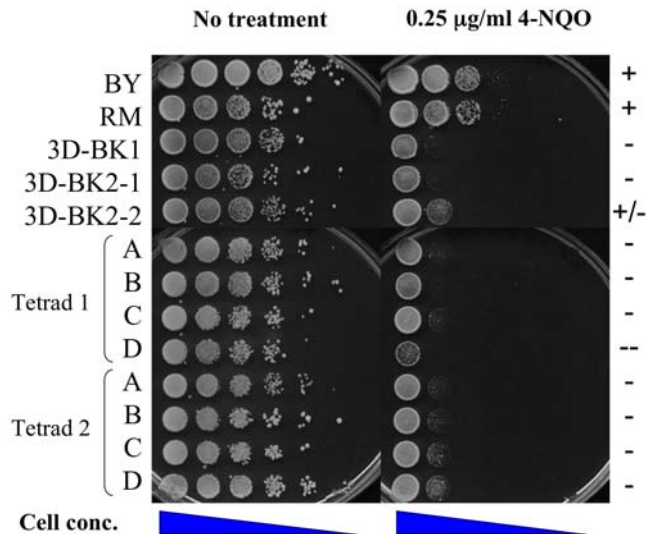 No treatment 0.25 µg/ml 4-NQO
BY +
RM +
3D-BK1 -
3D-BK2-1 -
3D-BK2-2 +/-
Tetrad 1
A -
B -
C -
D --
Tetrad 2
A -
B -
C -
D -
Cell conc.